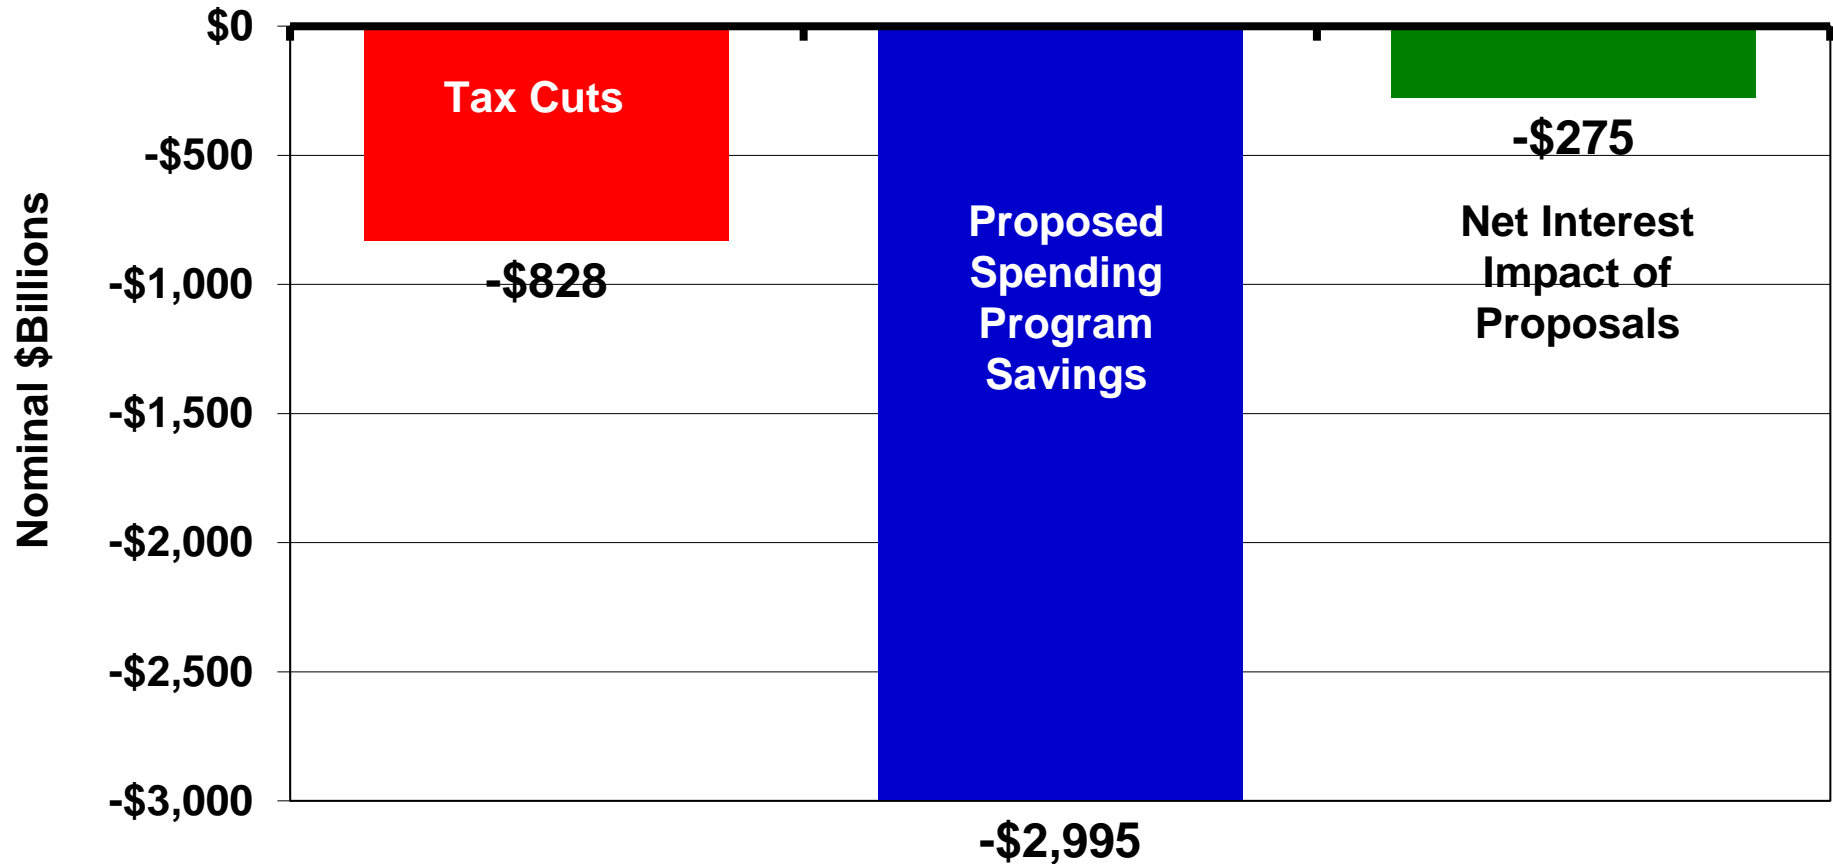 $0
-$500
-$1,000
-$1,500
-$2,000
-$2,500
-$3,000
Nominal $Billions
Tax Cuts
-$828
Proposed
Spending
Program
Savings
-$2,995
-$275
Net Interest
Impact of
Proposals